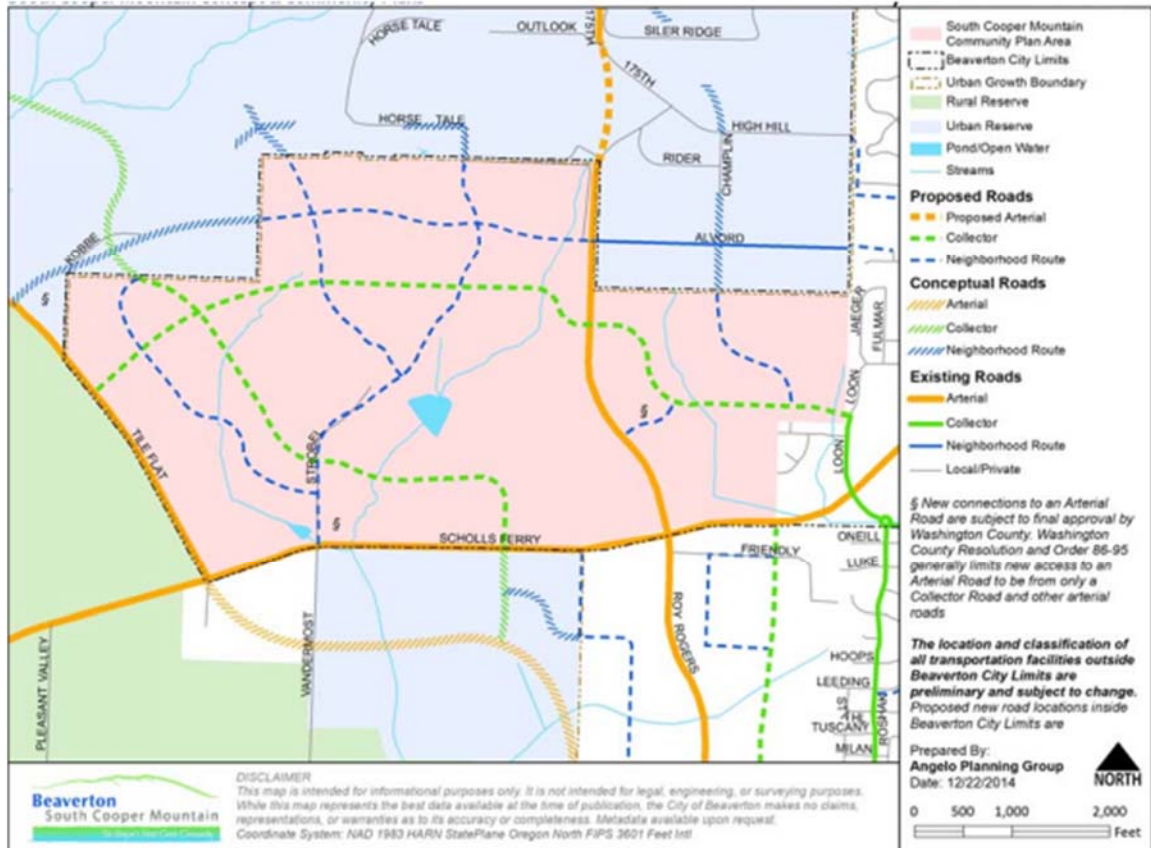 HORSE TALE
OUTLOOK
175TH
SILER RIDGE
175TH
HORSE TALE
HIGH HILL
RIDER
CHAMPLIN
KOBBE
ALVORD
§
JAEGER
FULMAR
LOON
§
TILE FLAT
STROBEL
LOON
§
SCHOLLS FERRY
ONEILL
FRIENDLY
LUKE
ROY ROGERS
VANDERMOST
PLEASANT VALLEY
HOOPS
LEEDING
TUSCANY
ROSHAK
MILAN
South Cooper Mountain
Community Plan Area
Beaverton City Limits
Urban Growth Boundary
Rural Reserve
Urban Reserve
Pond/Open Water
Streams
Proposed Roads
Proposed Arterial
Collector
Neighborhood Route
Conceptual Roads
Arterial
Collector
Neighborhood Route
Existing Roads
Arterial
Collector
Neighborhood Route
Local/Private
§ New connections to an Arterial
Road are subject to final approval by
Washington County. Washington
County Resolution and Order 86-95
generally limits new access to an
Arterial Road to be from only a
Collector Road and other arterial
roads
The location and classification of
all transportation facilities outside
Beaverton City Limits are
preliminary and subject to change.
Proposed new road locations inside
Beaverton City Limits are
Prepared By:
Angelo Planning Group
Date: 12/22/2014
NORTH
0 500 1,000 2,000
Feet
Beaverton
South Cooper Mountain
DISCLAIMER
This map is intended for informational purposes only. It is not intended for legal, engineering, or surveying purposes.
While this map represents the best data available at the time of publication, the City of Beaverton makes no claims,
representations, or warranties as to its accuracy or completeness. Metadata available upon request.
Coordinate System: NAD 1983 HARN StatePlane Oregon North FIPS 3601 Feet Intl